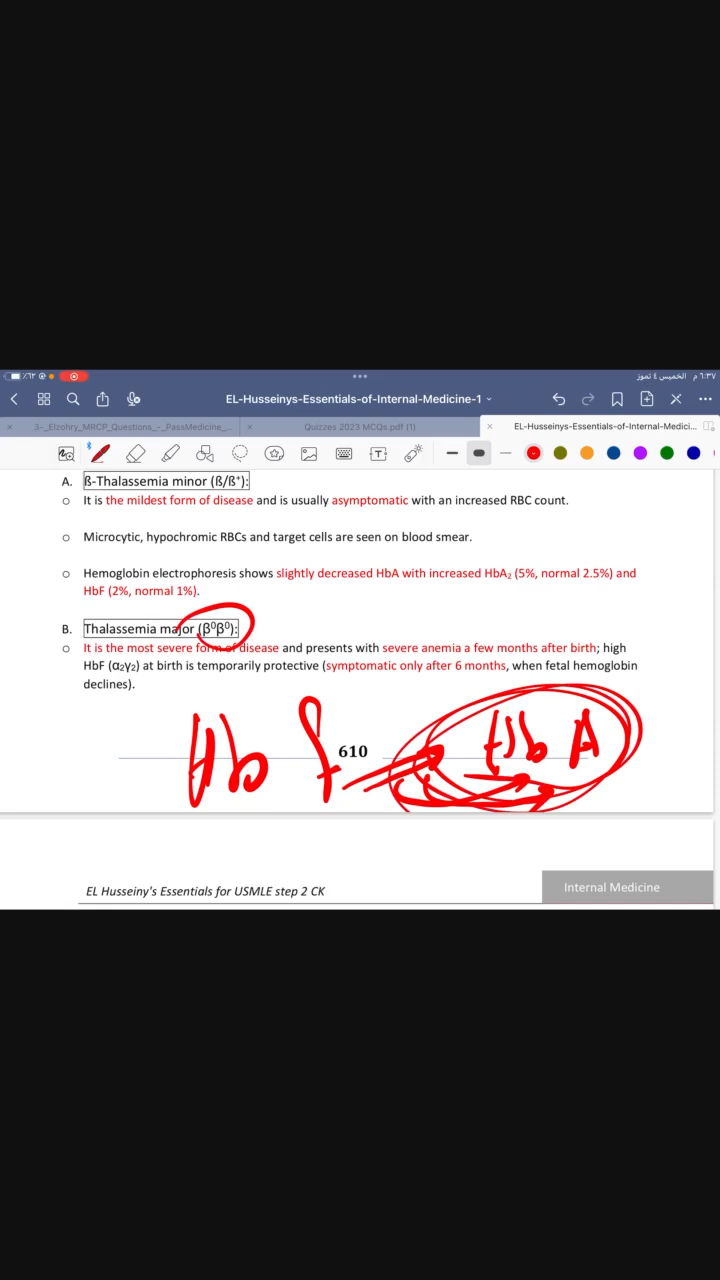 ٪٦٢
٦:٣٧ م الخميس ٤ تموز
EL-Husseinys-Essentials-of-Internal-Medicine-1
3-_Elzohry_MRCP_Questions_-_PassMedicine_...
Quizzes 2023 MCQs.pdf (1)
EL-Husseinys-Essentials-of-Internal-Medici...
A. ß-Thalassemia minor (ß/ß⁺):
o It is the mildest form of disease and is usually asymptomatic with an increased RBC count.
o Microcytic, hypochromic RBCs and target cells are seen on blood smear.
o Hemoglobin electrophoresis shows slightly decreased HbA with increased HbA₂ (5%, normal 2.5%) and
HbF (2%, normal 1%).
B. Thalassemia major (β⁰β⁰):
o It is the most severe form of disease and presents with severe anemia a few months after birth; high
HbF (α₂γ₂) at birth is temporarily protective (symptomatic only after 6 months, when fetal hemoglobin
declines).
Hb f
Hb A
610
EL Husseiny's Essentials for USMLE step 2 CK
Internal Medicine